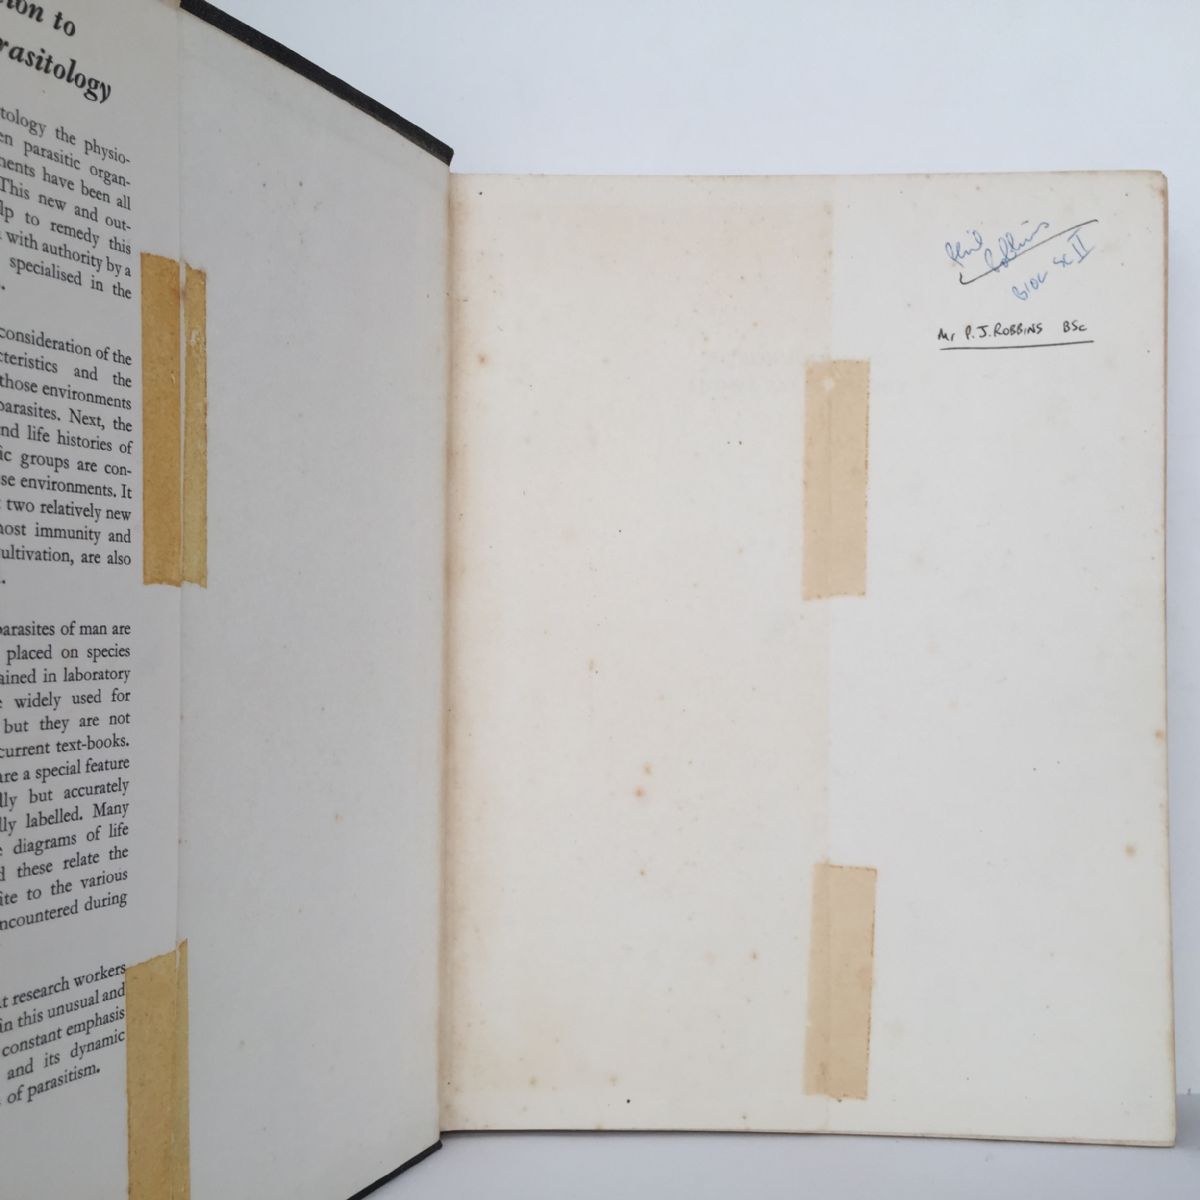 ion to
rasitology
tology the physio-
en parasitic organ-
ments have been all
This new and out-
lp to remedy this
with authority by a
specialised in the
.
consideration of the
cteristics and the
those environments
parasites. Next, the
nd life histories of
ic groups are con-
se environments. It
two relatively new
host immunity and
ultivation, are also
.
parasites of man are
placed on species
ained in laboratory
e widely used for
but they are not
current text-books.
are a special feature
lly but accurately
lly labelled. Many
e diagrams of life
d these relate the
ite to the various
ncountered during
t research workers
in this unusual and
constant emphasis
and its dynamic
of parasitism.
Phil
Robbins
BIOL SC II
Mr P.J. ROBBINS BSc